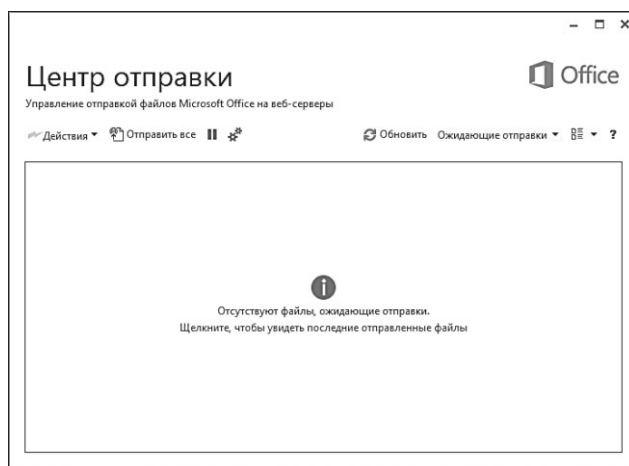 Центр отправки
Office
Управление отправкой файлов Microsoft Office на веб-серверы
Действия Отправить все Обновить Ожидающие отправки ?
Отсутствуют файлы, ожидающие отправки.
Щелкните, чтобы увидеть последние отправленные файлы